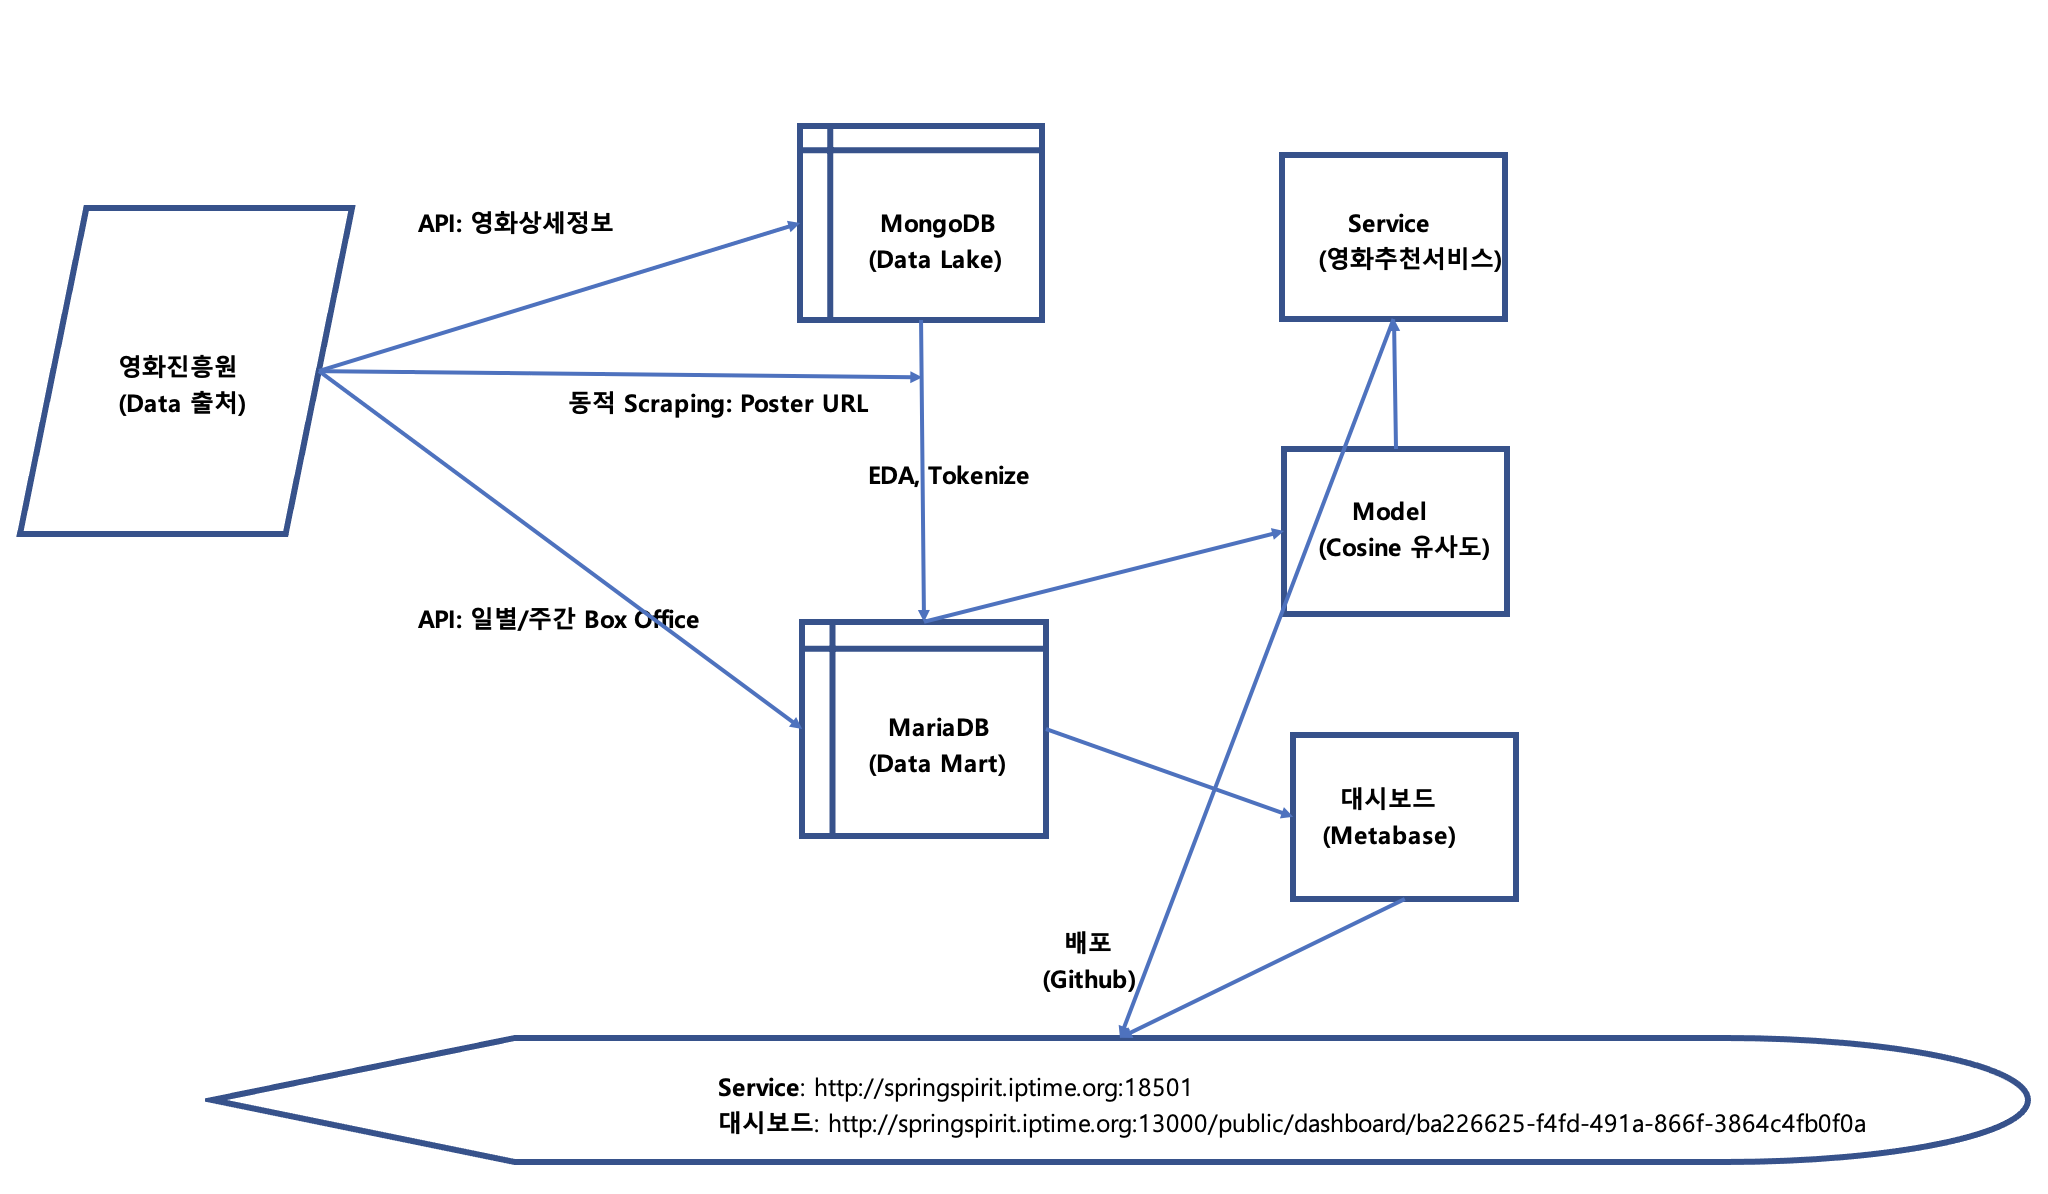 API: 영화상세정보
MongoDB
(Data Lake)
Service
(영화추천서비스)
영화진흥원
(Data 출처)
동적 Scraping: Poster URL
EDA, Tokenize
Model
(Cosine 유사도)
API: 일별/주간 Box Office
MariaDB
(Data Mart)
대시보드
(Metabase)
배포
(Github)
Service: http://springspirit.iptime.org:18501
대시보드: http://springspirit.iptime.org:13000/public/dashboard/ba226625-f4fd-491a-866f-3864c4fb0f0a